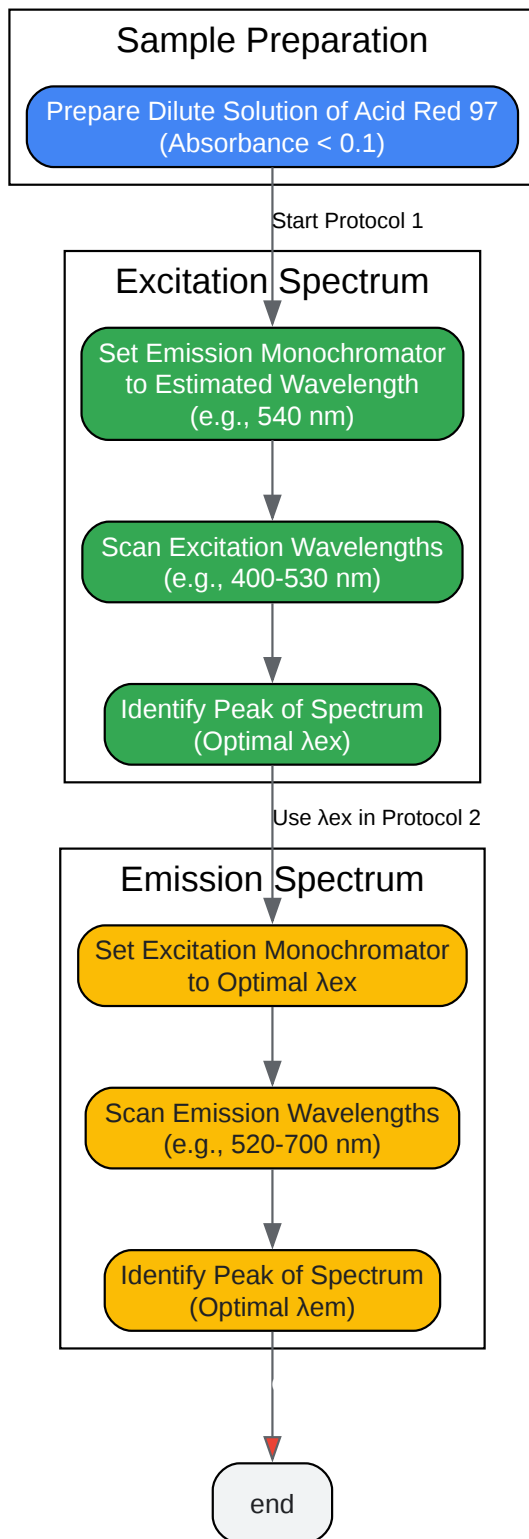 Sample Preparation
Prepare Dilute Solution of Acid Red 97
(Absorbance < 0.1)
Start Protocol 1
Excitation Spectrum
Set Emission Monochromator
to Estimated Wavelength
(e.g., 540 nm)
Scan Excitation Wavelengths
(e.g., 400-530 nm)
Identify Peak of Spectrum
(Optimal λex)
Use λex in Protocol 2
Emission Spectrum
Set Excitation Monochromator
to Optimal λex
Scan Emission Wavelengths
(e.g., 520-700 nm)
Identify Peak of Spectrum
(Optimal λem)
end